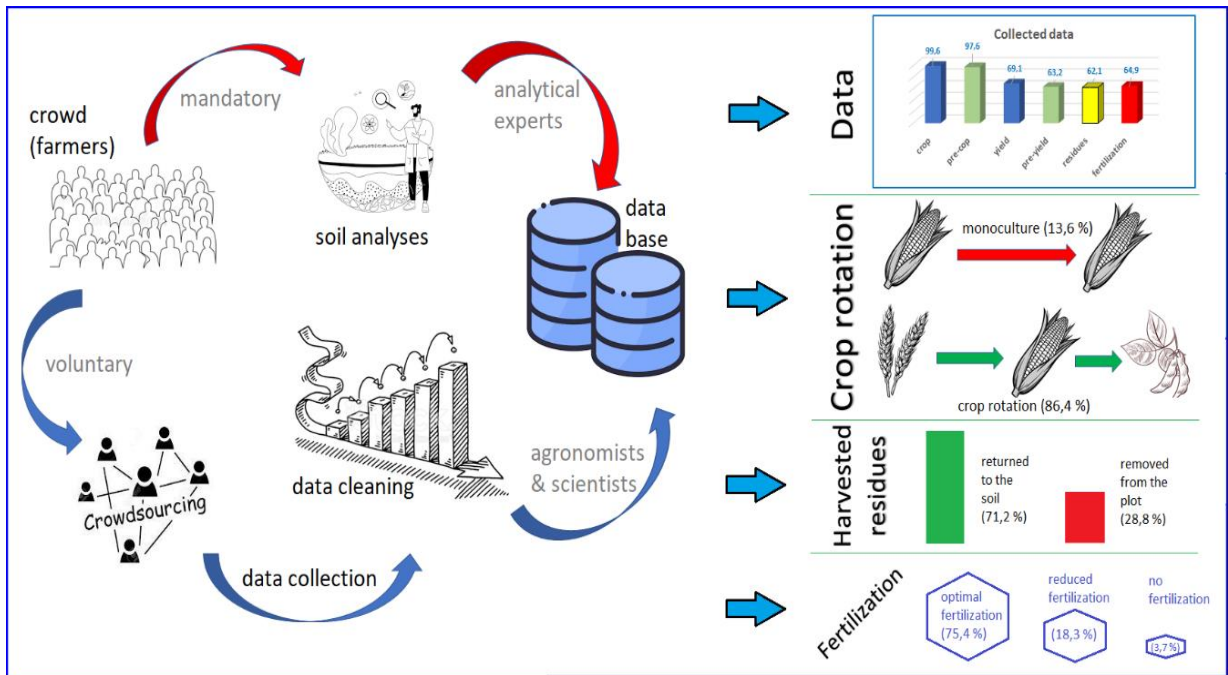 crowd
(farmers)
mandatory
soil analyses
analytical
experts
data
base
voluntary
Crowdsourcing
data collection
data cleaning
agronomists
& scientists
Data
Collected data
99,6
97,6
69,1
63,2
62,1
64,9
crop
pre-cop
yield
pre-yield
residues
fertilization
Crop rotation
monoculture (13,6 %)
crop rotation (86,4 %)
Harvested
residues
returned
to the
soil
(71,2 %)
removed
from the
plot
(28,8 %)
Fertilization
optimal
fertilization
(75,4 %)
reduced
fertilization
(18,3 %)
no
fertilization
(3,7 %)